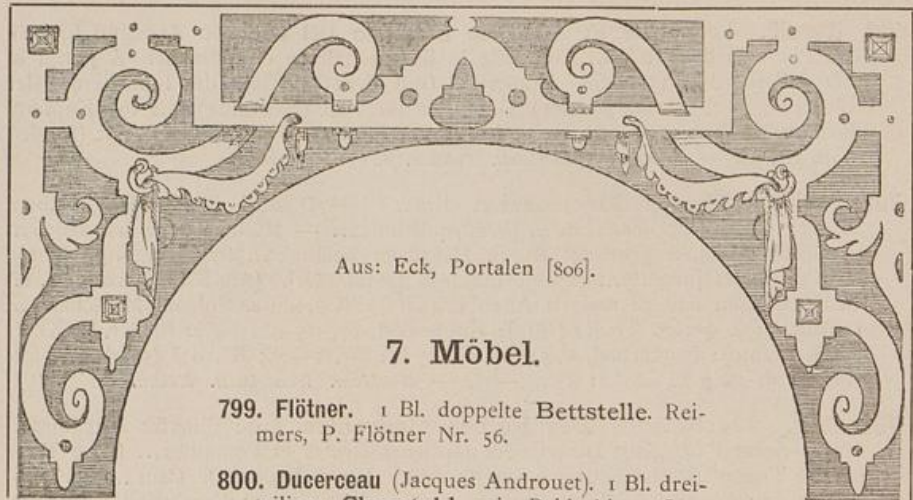 Aus: Eck, Portalen [806].
7. Möbel.
799. Flötner. 1 Bl. doppelte Bettstelle. Rei-
mers, P. Flötner Nr. 56.
800. Ducerceau (Jacques Androuet). 1 Bl. drei-